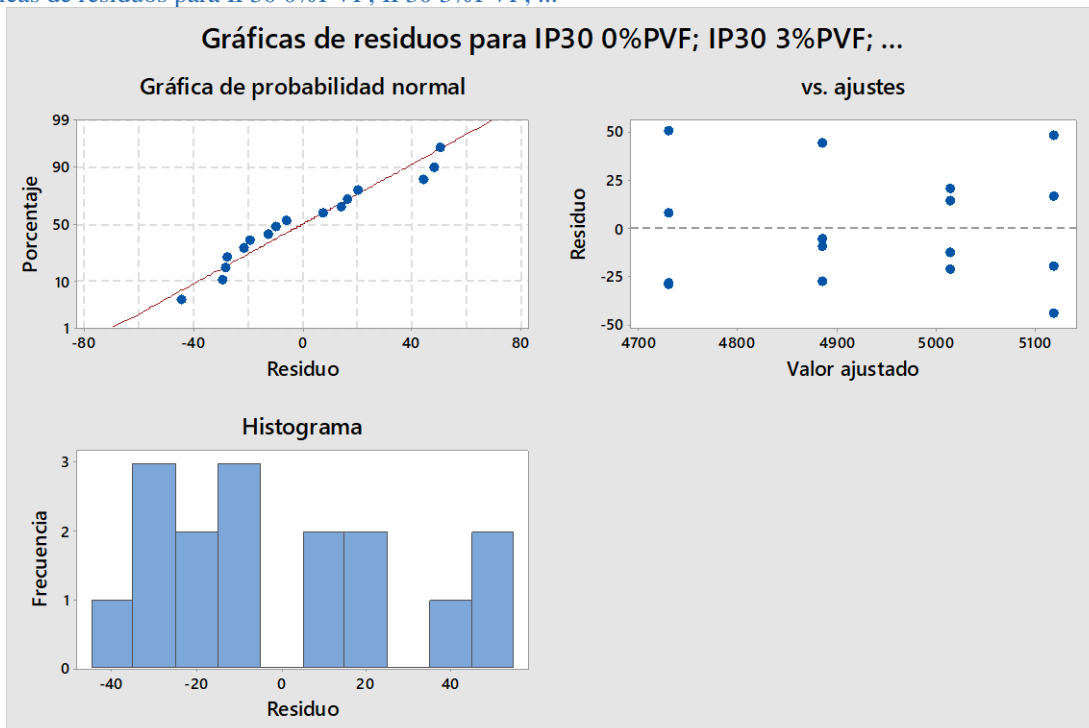 Gráficas de residuos para IP30 0%PVF; IP30 3%PVF; ...
Gráfica de probabilidad normal
99
90
50
10
1
Porcentaje
-80
-40
0
40
80
Residuo
vs. ajustes
50
25
0
-25
-50
Residuo
4700
4800
4900
5000
5100
Valor ajustado
Histograma
3
2
1
0
Frecuencia
-40
-20
0
20
40
Residuo